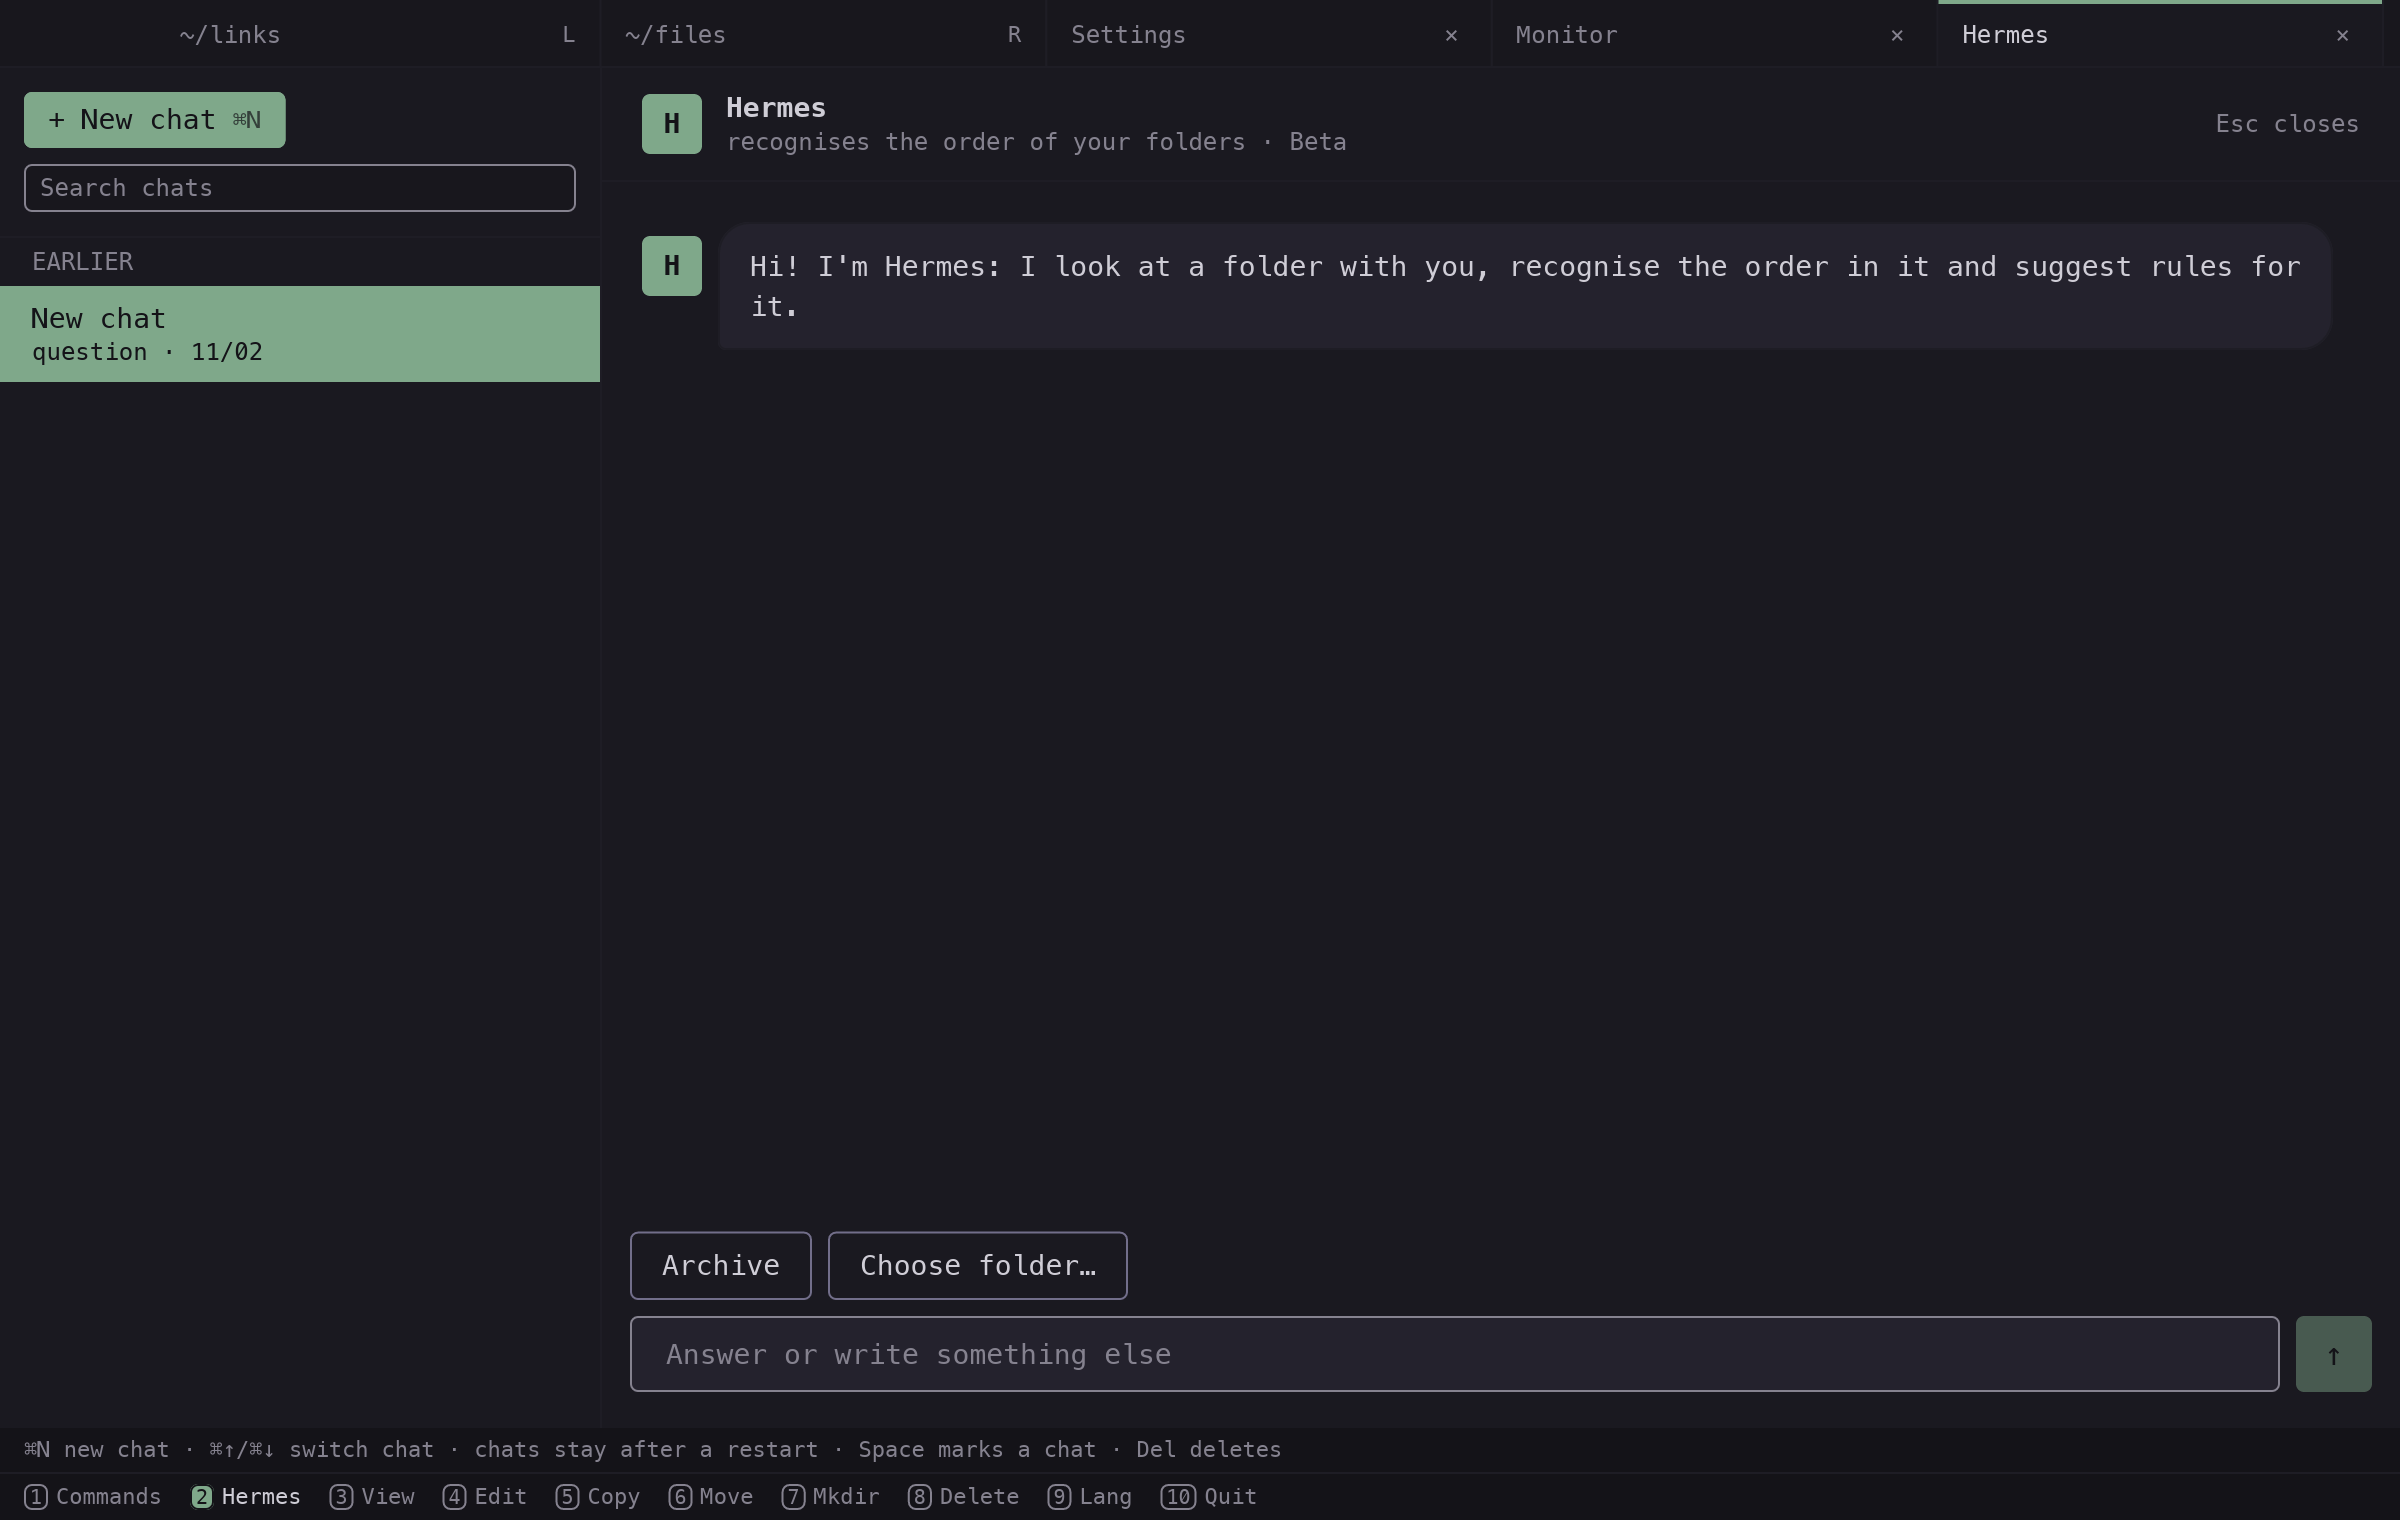 ~/links L ~/files R Settings × Monitor × Hermes ×
+ New chat ⌘N
Search chats
EARLIER
New chat
question · 11/02
H Hermes
recognises the order of your folders · Beta
Esc closes
H Hi! I'm Hermes: I look at a folder with you, recognise the order in it and suggest rules for
it.
Archive Choose folder…
Answer or write something else ↑
⌘N new chat · ⌘↑/⌘↓ switch chat · chats stay after a restart · Space marks a chat · Del deletes
1 Commands 2 Hermes 3 View 4 Edit 5 Copy 6 Move 7 Mkdir 8 Delete 9 Lang 10 Quit